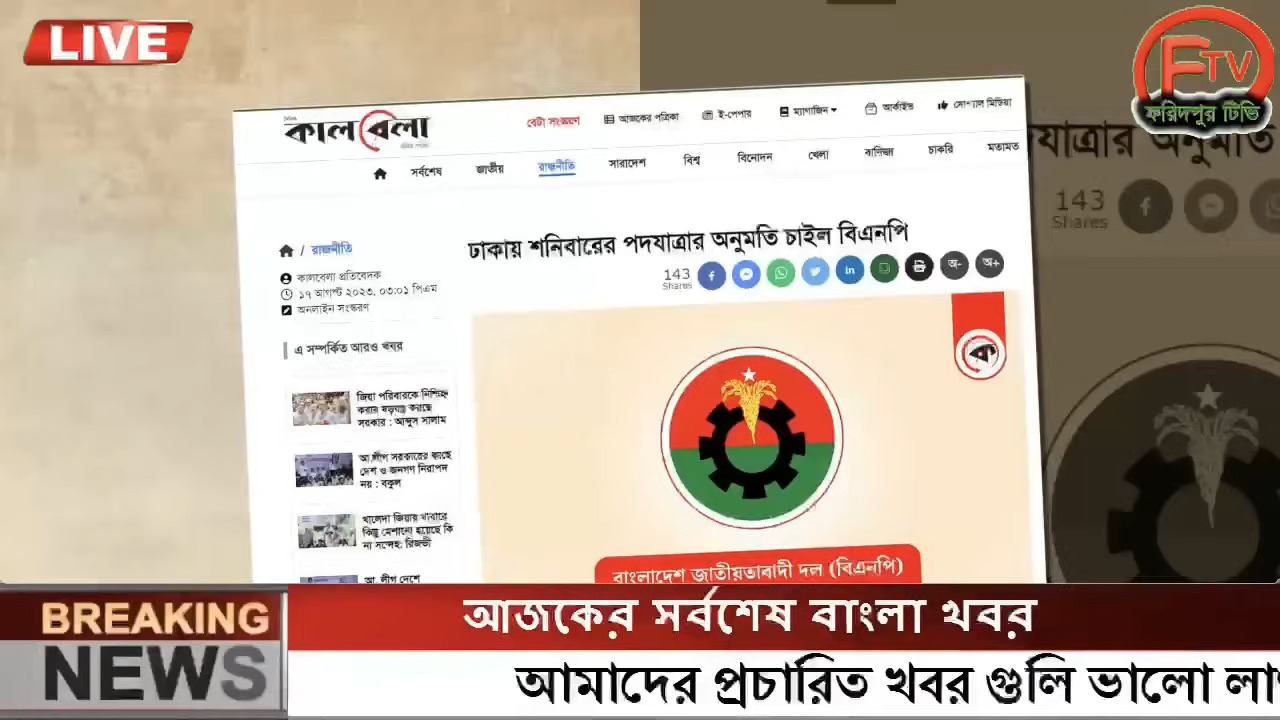 LIVE
FTV
ফরিদপুর টিভি
কালবেলা
বেটা সংস্করণ
আজকের পত্রিকা
ই-পেপার
ম্যাগাজিন
আর্কাইভ
সোশ্যাল মিডিয়া
সর্বশেষ
জাতীয়
রাজনীতি
সারাদেশ
বিশ্ব
বিনোদন
খেলা
বাণিজ্য
চাকরি
মতামত
দযাত্রার অনুমতি
143
Shares
/ রাজনীতি
কালবেলা প্রতিবেদক
১৭ আগস্ট ২০২৩, ০৩:০১ পিএম
অনলাইন সংস্করণ
ঢাকায় শনিবারের পদযাত্রার অনুমতি চাইল বিএনপি
143
Shares
অ-
অ+
এ সম্পর্কিত আরও খবর
জিয়া পরিবারকে নিশ্চিহ্ন
করার ষড়যন্ত্র করছে
সরকার : আব্দুস সালাম
আ.লীগ সরকারের কাছে
দেশ ও জনগণ নিরাপদ
নয় : বকুল
খালেদা জিয়ার খাবারে
কিছু মেশানো হয়েছে কি
না সন্দেহ: রিজভী
আ. লীগ দেশে
ক
বাংলাদেশ জাতীয়তাবাদী দল (বিএনপি)
BREAKING
NEWS
আজকের সর্বশেষ বাংলা খবর
আমাদের প্রচারিত খবর গুলি ভালো